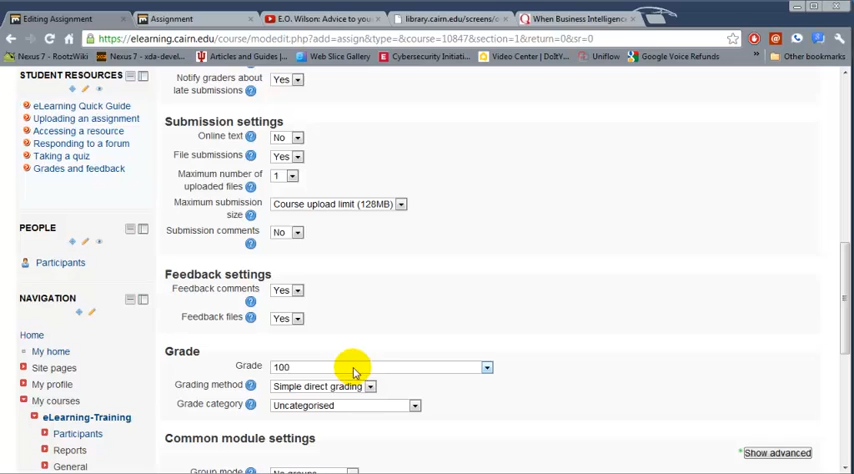 Editing Assignment
Assignment
E.O. Wilson: Advice to you
library.cairn.edu/screens/
When Business Intelligence
https://elearning.cairn.edu/course/modedit.php?add=assign&type=&course=10847&section=1&return=0&sr=0
Nexus 7 - RootzWiki
Nexus 7 - xda-devel...
Articles and Guides |...
Web Slice Gallery
Cybersecurity Initiati...
Video Center | DoIT...
Uniflow
Google Voice Refunds
»
Other bookmarks
STUDENT RESOURCES
eLearning Quick Guide
Uploading an assignment
Accessing a resource
Responding to a forum
Taking a quiz
Grades and feedback
PEOPLE
Participants
NAVIGATION
Home
My home
Site pages
My profile
My courses
eLearning-Training
Participants
Reports
General
Notify graders about
late submissions
Yes
Submission settings
Online text
No
File submissions
Yes
Maximum number of
uploaded files
1
Maximum submission
size
Course upload limit (128MB)
Submission comments
No
Feedback settings
Feedback comments
Yes
Feedback files
Yes
Grade
Grade
100
Grading method
Simple direct grading
Grade category
Uncategorised
Common module settings
* Show advanced
Group mode
No groups